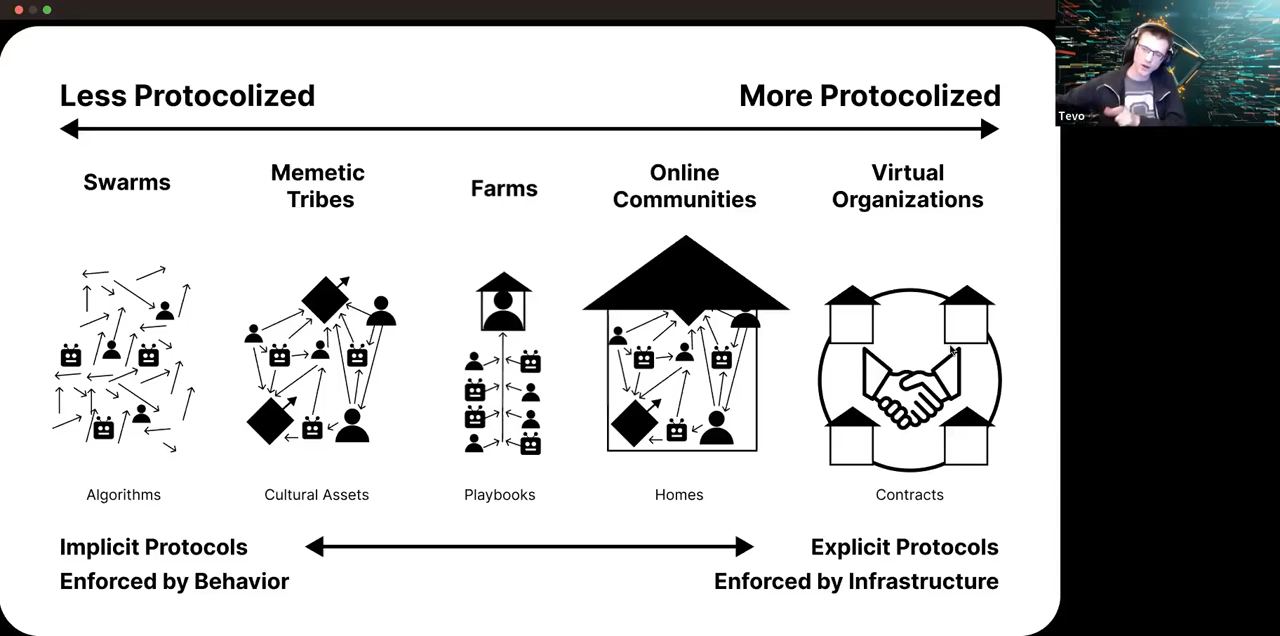 Less Protocolized
More Protocolized
Swarms
Memetic
Tribes
Farms
Online
Communities
Virtual
Organizations
Algorithms
Cultural Assets
Playbooks
Homes
Contracts
Implicit Protocols
Enforced by Behavior
Explicit Protocols
Enforced by Infrastructure
Tevo